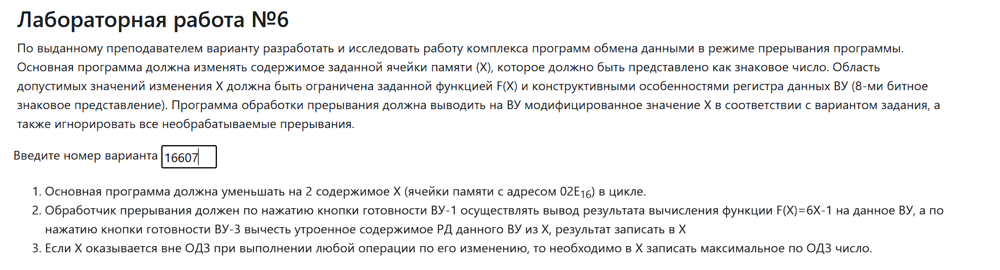 Лабораторная работа №6
По выданному преподавателем варианту разработать и исследовать работу комплекса программ обмена данными в режиме прерывания программы.
Основная программа должна изменять содержимое заданной ячейки памяти (X), которое должно быть представлено как знаковое число. Область
допустимых значений изменения X должна быть ограничена заданной функцией F(X) и конструктивными особенностями регистра данных ВУ (8-ми битное
знаковое представление). Программа обработки прерывания должна выводить на ВУ модифицированное значение X в соответствии с вариантом задания, а
также игнорировать все необрабатываемые прерывания.
Введите номер варианта 16607
1. Основная программа должна уменьшать на 2 содержимое X (ячейки памяти с адресом 02E16) в цикле.
2. Обработчик прерывания должен по нажатию кнопки готовности ВУ-1 осуществлять вывод результата вычисления функции F(X)=6X-1 на данное ВУ, а по
нажатию кнопки готовности ВУ-3 вычесть утроенное содержимое РД данного ВУ из X, результат записать в X
3. Если X оказывается вне ОДЗ при выполнении любой операции по его изменению, то необходимо в X записать максимальное по ОДЗ число.